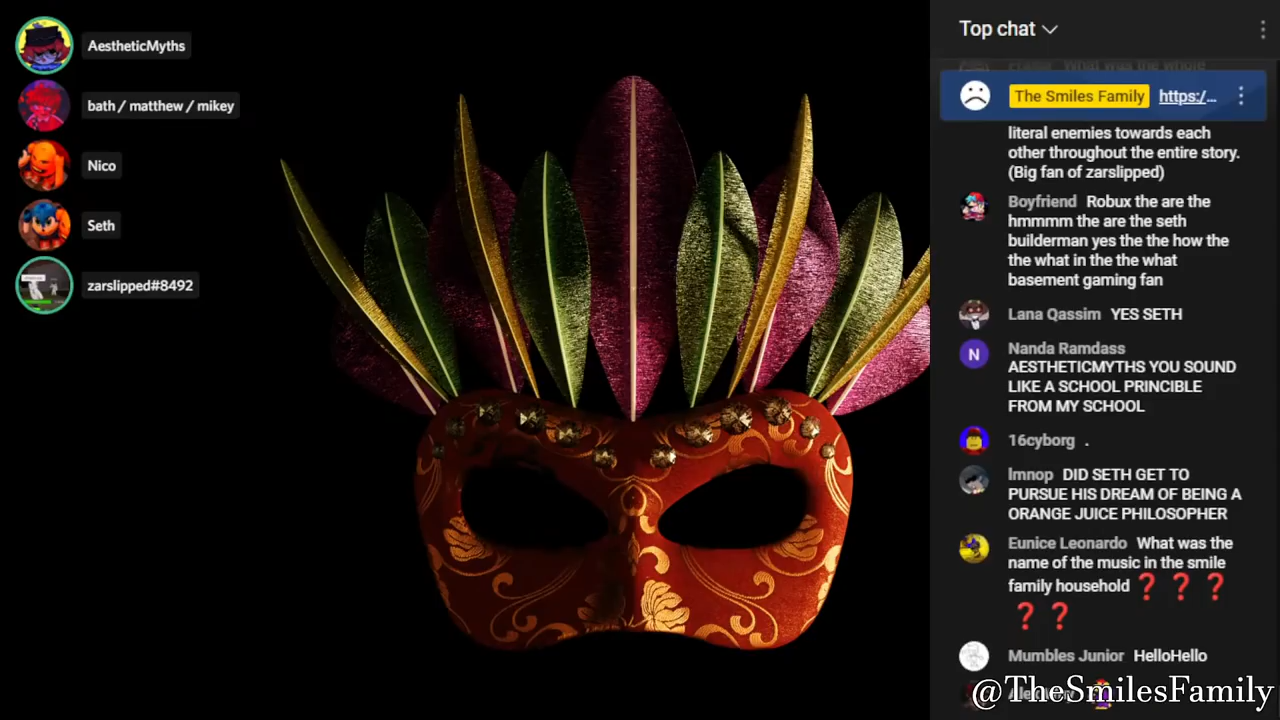 AestheticMyths
bath / matthew / mikey
Nico
Seth
zarslipped#8492
Top chat
What was the whole
The Smiles Family https:/...
literal enemies towards each
other throughout the entire story.
(Big fan of zarslipped)
Boyfriend Robux the are the
hmmmm the are the seth
builderman yes the the how the
the what in the the what
basement gaming fan
Lana Qassim YES SETH
N
Nanda Ramdass
AESTHETICMYTHS YOU SOUND
LIKE A SCHOOL PRINCIBLE
FROM MY SCHOOL
16cyborg .
lmnop DID SETH GET TO
PURSUE HIS DREAM OF BEING A
ORANGE JUICE PHILOSOPHER
Eunice Leonardo What was the
name of the music in the smile
family household ❓ ❓ ❓
❓ ❓
Mumbles Junior HelloHello
@TheSmilesFamily